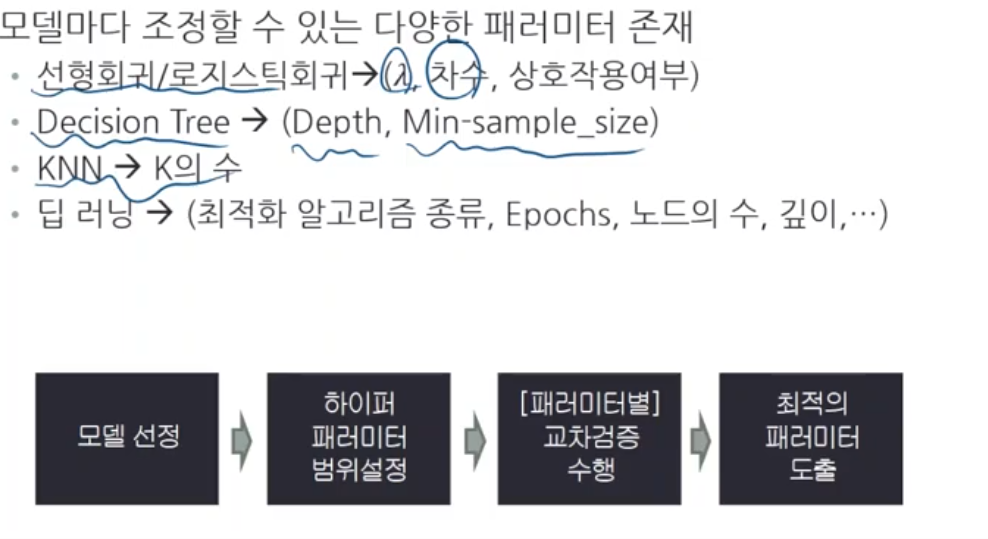 모델마다 조정할 수 있는 다양한 패러미터 존재
• 선형회귀/로지스틱회귀→(λ, 차수, 상호작용여부)
• Decision Tree → (Depth, Min-sample_size)
• KNN → K의 수
• 딥 러닝 → (최적화 알고리즘 종류, Epochs, 노드의 수, 깊이,…)
모델 선정
하이퍼
패러미터
범위설정
[패러미터별]
교차검증
수행
최적의
패러미터
도출